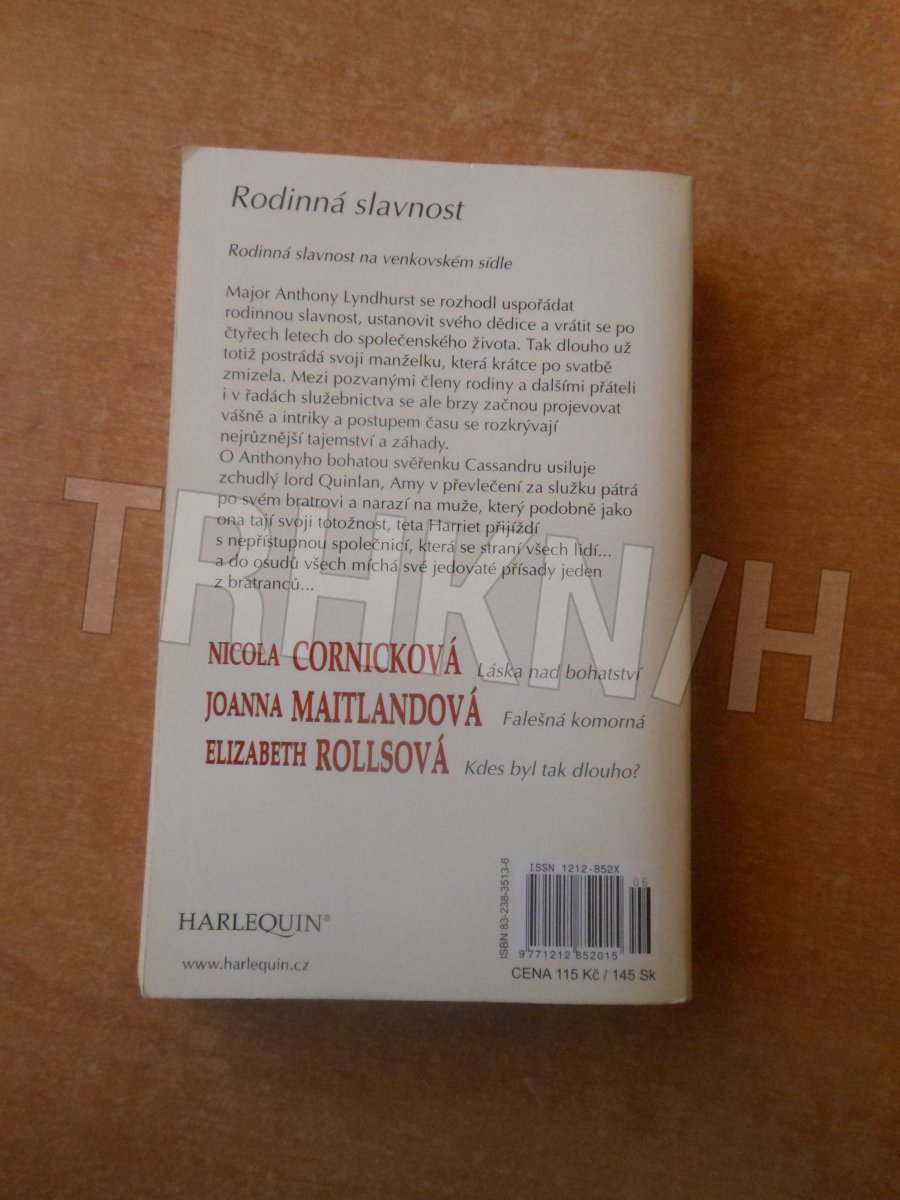 Rodinná slavnost
Rodinná slavnost na venkovském sídle
Major Anthony Lyndhurst se rozhodl uspořádat
rodinnou slavnost, ustanovit svého dědice a vrátit se po
čtyřech letech do společenského života. Tak dlouho už
totiž postrádá svoji manželku, která krátce po svatbě
zmizela. Mezi pozvanými členy rodiny a dalšími přáteli
i v řadách služebnictva se ale brzy začnou projevovat
vášně a intriky a postupem času se rozkrývají
nejrůznější tajemství a záhady.
O Anthonyho bohatou svěřenku Cassandru usiluje
zchudlý lord Quinlan, Amy v převlečení za služku pátrá
po svém bratrovi a narazí na muže, který podobně jako
ona tají svoji totožnost, teta Harriet přijíždí
s nepřístupnou společnicí, která se straní všech lidí...
a do osudů všech míchá své jedovaté přísady jeden
z bratranců...
TRHKNIH
NICOLA CORNICKOVÁ Láska nad bohatství
JOANNA MAITLANDOVÁ Falešná komorná
ELIZABETH ROLLSOVÁ Kdes byl tak dlouho?
HARLEQUIN®
www.harlequin.cz
ISBN 83-238-3513-6
ISSN 1212-852X
06
9 771212 852015
CENA 115 Kč / 145 Sk